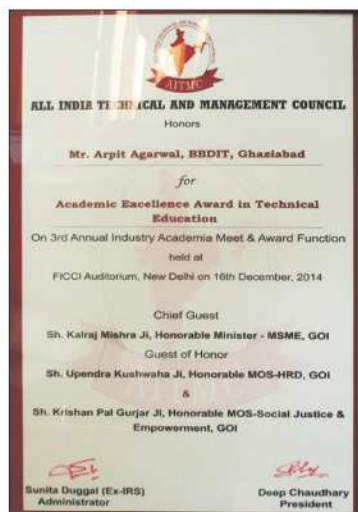 AITMC
ALL INDIA TECHNICAL AND MANAGEMENT COUNCIL
Honors
Mr. Arpit Agarwal, BBDIT, Ghaziabad
for
Academic Excellence Award in Technical
Education
On 3rd Annual Industry Academia Meet & Award Function
held at
FICCI Auditorium, New Delhi on 16th December, 2014
Chief Guest
Sh. Kalraj Mishra Ji, Honorable Minister - MSME, GOI
Guest of Honor
Sh. Upendra Kushwaha Ji, Honorable MOS-HRD, GOI
&
Sh. Krishan Pal Gurjar Ji, Honorable MOS-Social Justice &
Empowerment, GOI
Sunita Duggal (Ex-IRS)
Administrator
Deep Chaudhary
President